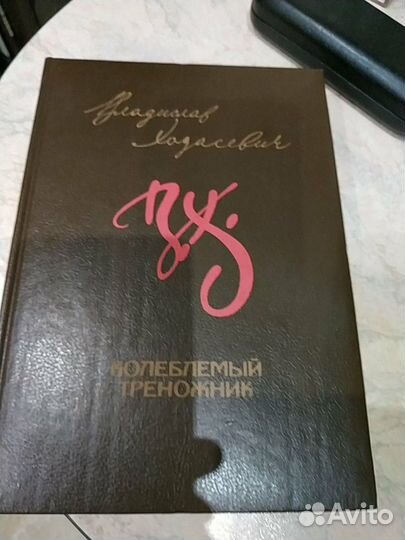 Владислав
Ходасевич
В.Х.
КОЛЕБЛЕМЫЙ
ТРЕНОЖНИК
Avito